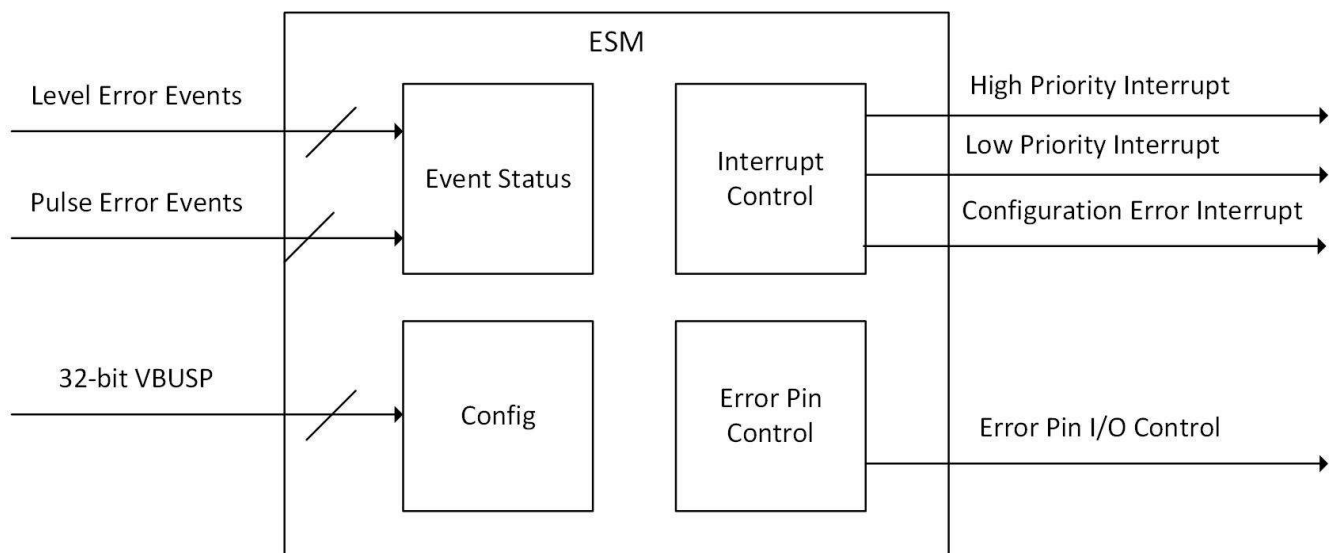 ESM
Level Error Events
High Priority Interrupt
Low Priority Interrupt
Event Status
Interrupt
Control
Pulse Error Events
Configuration Error Interrupt
32-bit VBUSP
Config
Error Pin
Control
Error Pin I/O Control